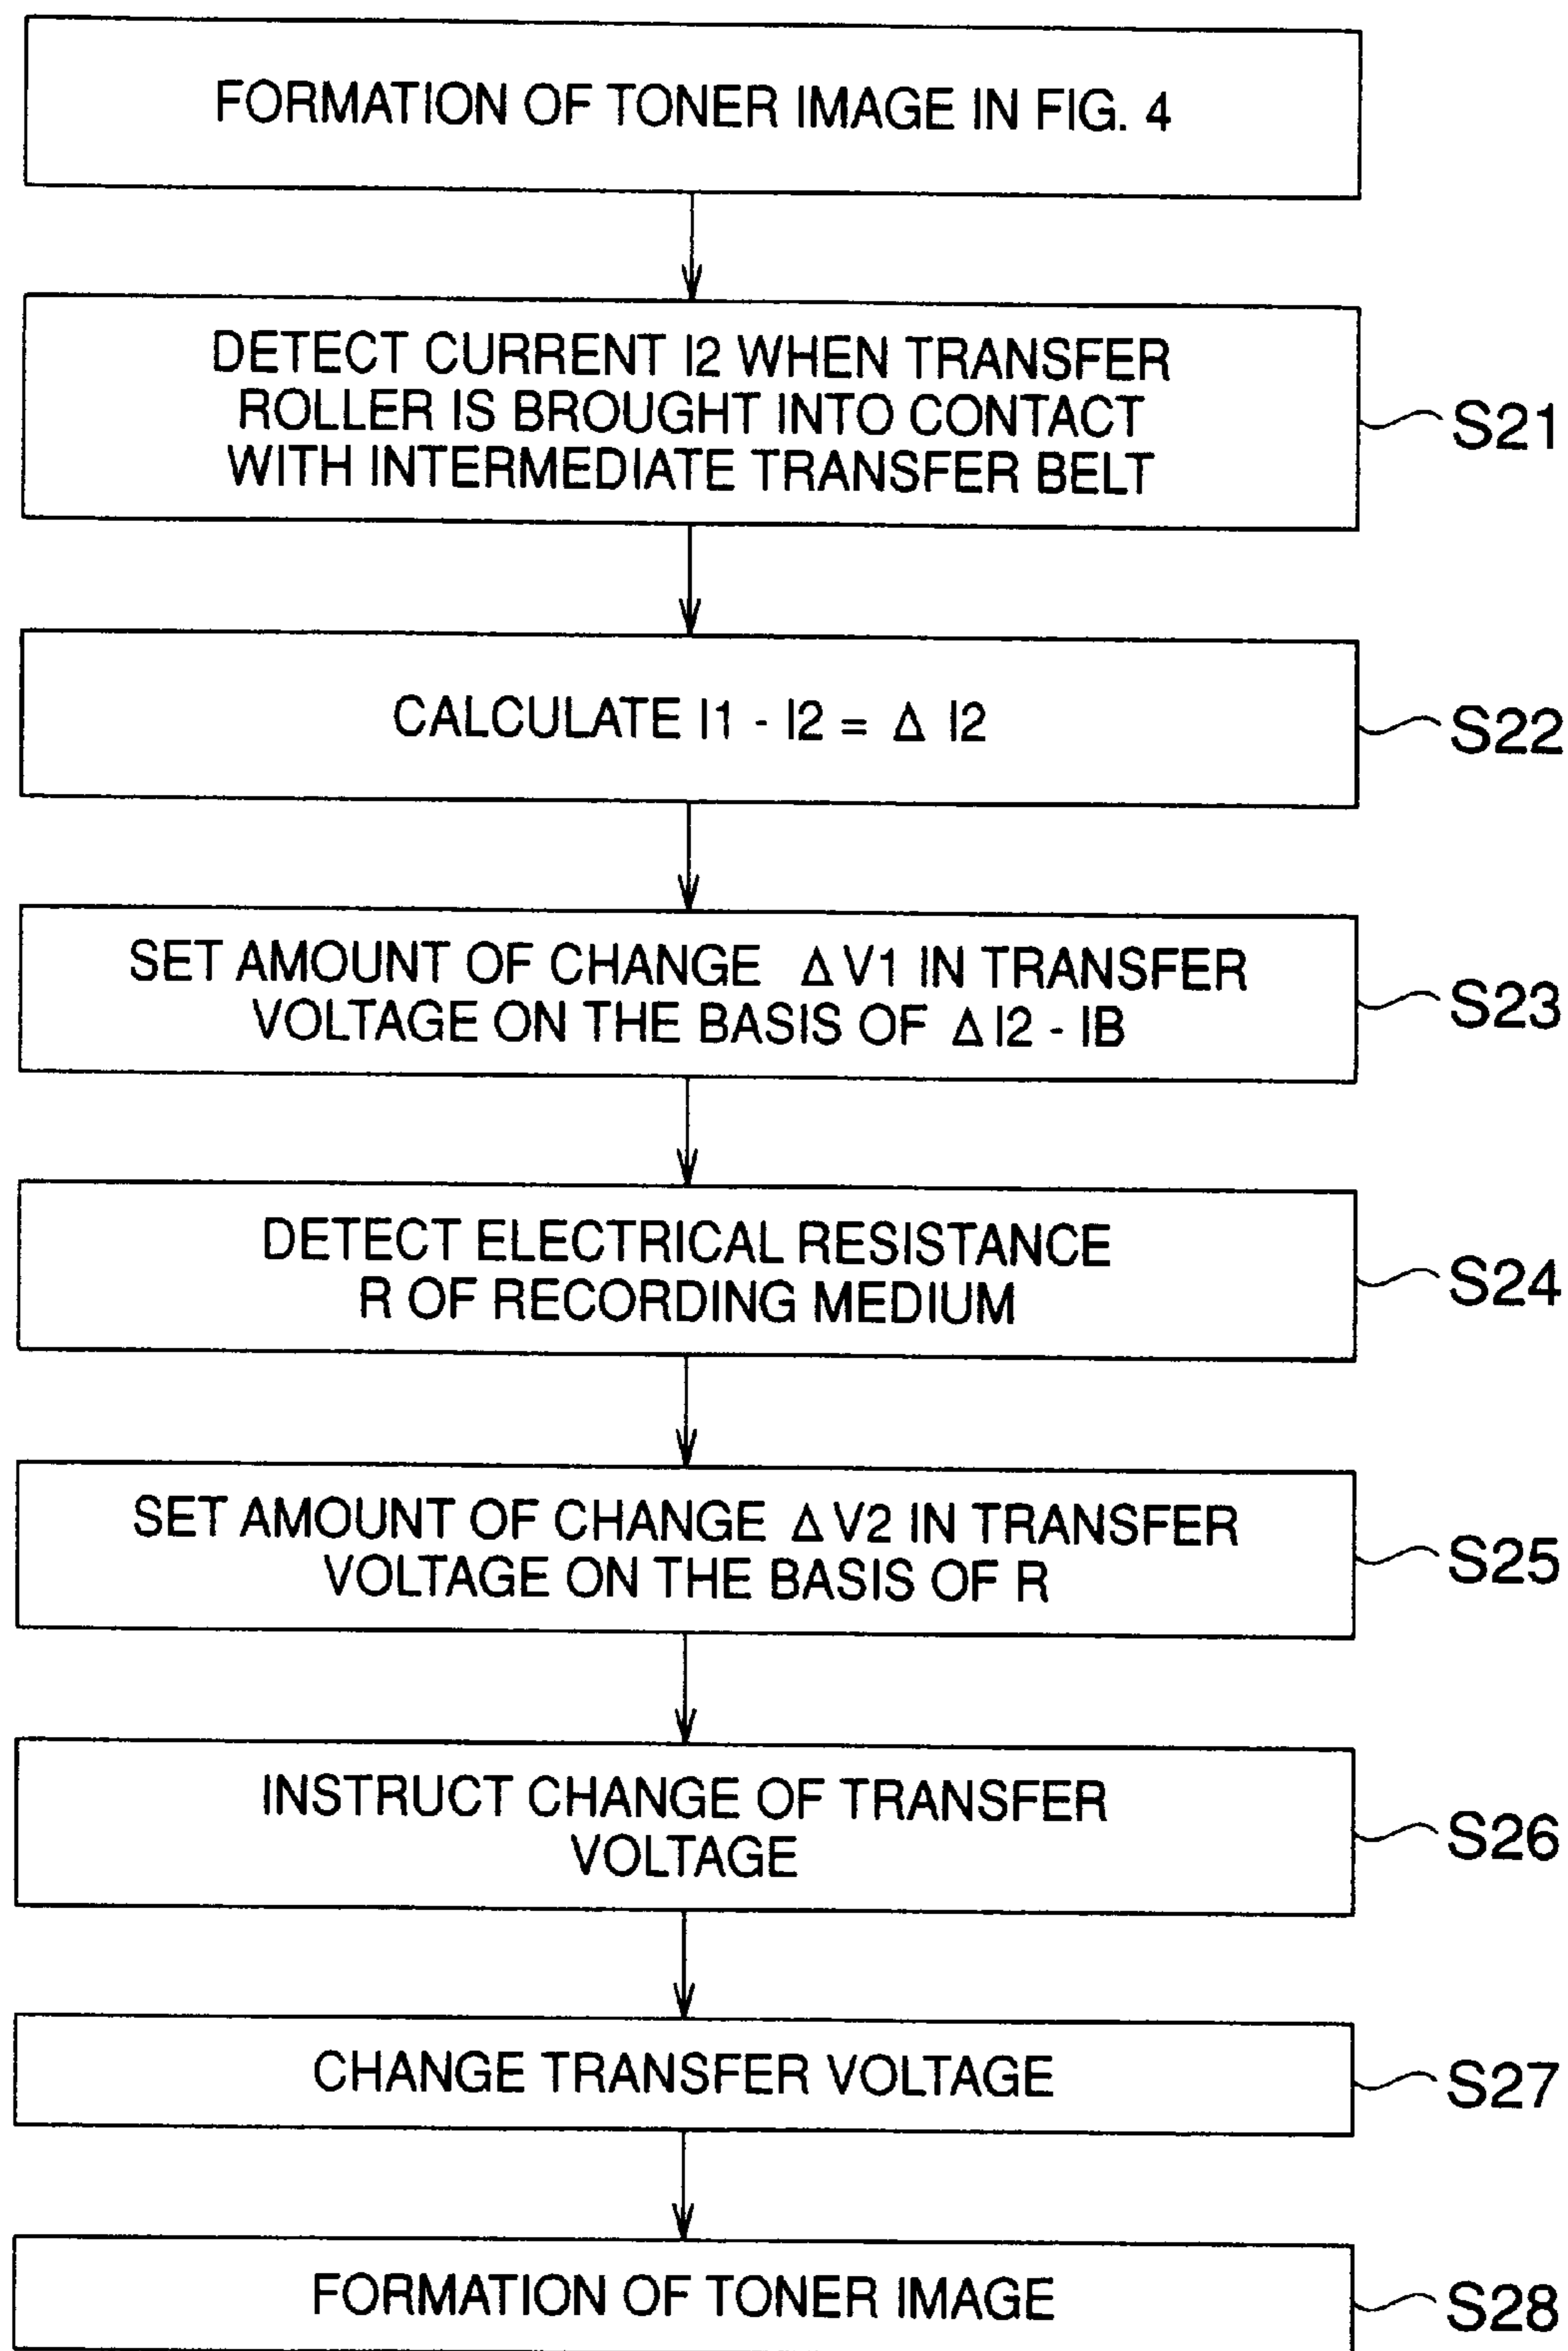 FORMATION OF TONER IMAGE IN FIG. 4
DETECT CURRENT I2 WHEN TRANSFER
ROLLER IS BROUGHT INTO CONTACT
WITH INTERMEDIATE TRANSFER BELT
S21
CALCULATE I1 - I2 = Δ I2
S22
SET AMOUNT OF CHANGE ΔV1 IN TRANSFER
VOLTAGE ON THE BASIS OF ΔI2 - IB
S23
DETECT ELECTRICAL RESISTANCE
R OF RECORDING MEDIUM
S24
SET AMOUNT OF CHANGE ΔV2 IN TRANSFER
VOLTAGE ON THE BASIS OF R
S25
INSTRUCT CHANGE OF TRANSFER
VOLTAGE
S26
CHANGE TRANSFER VOLTAGE
S27
FORMATION OF TONER IMAGE
S28